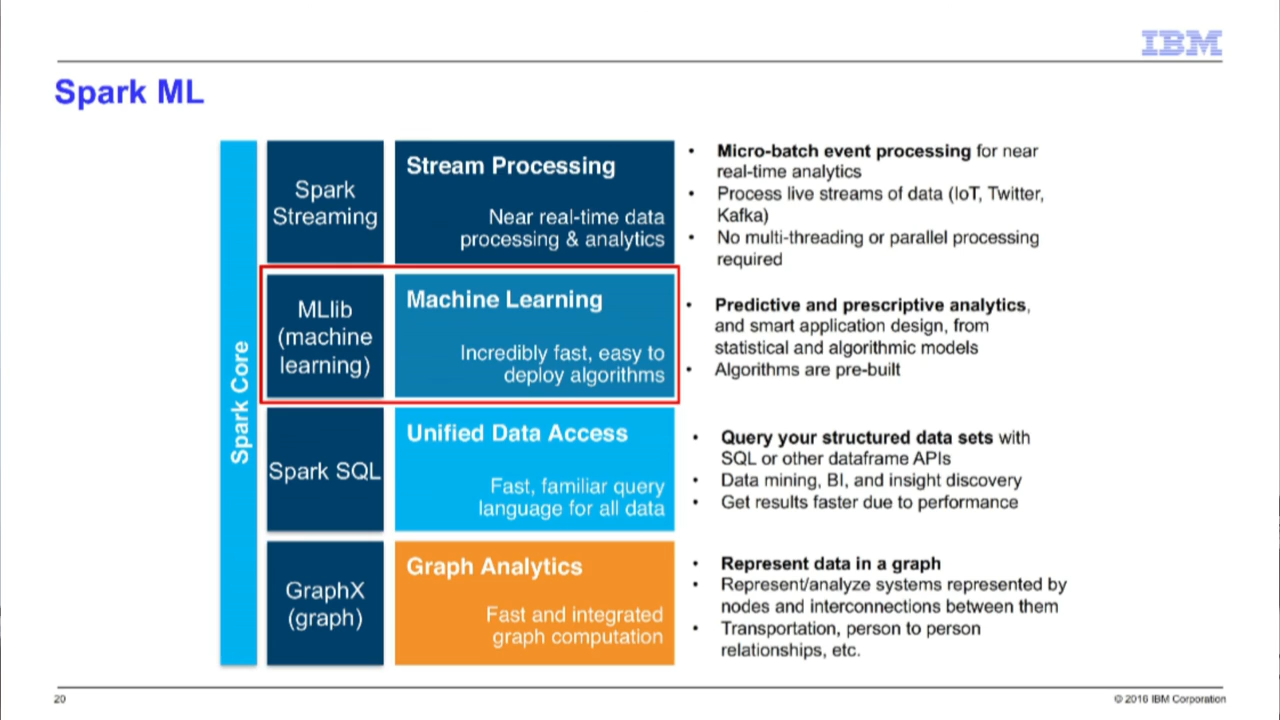 IBM
Spark ML
Spark Core
Spark
Streaming
Stream Processing
Near real-time data
processing & analytics
• Micro-batch event processing for near
real-time analytics
• Process live streams of data (IoT, Twitter,
Kafka)
• No multi-threading or parallel processing
required
MLlib
(machine
learning)
Machine Learning
Incredibly fast, easy to
deploy algorithms
• Predictive and prescriptive analytics,
and smart application design, from
statistical and algorithmic models
• Algorithms are pre-built
Spark SQL
Unified Data Access
Fast, familiar query
language for all data
• Query your structured data sets with
SQL or other dataframe APIs
• Data mining, BI, and insight discovery
• Get results faster due to performance
GraphX
(graph)
Graph Analytics
Fast and integrated
graph computation
• Represent data in a graph
• Represent/analyze systems represented by
nodes and interconnections between them
• Transportation, person to person
relationships, etc.
20
© 2016 IBM Corporation